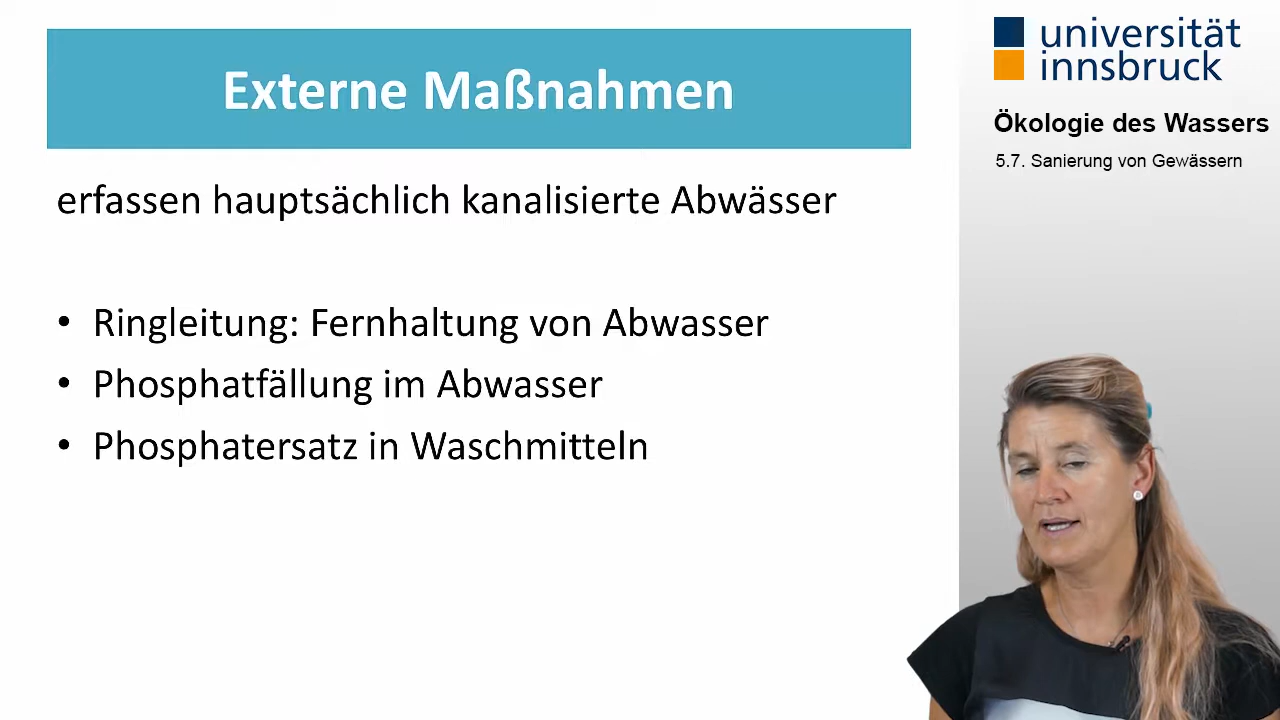 Externe Maßnahmen
erfassen hauptsächlich kanalisierte Abwässer
• Ringleitung: Fernhaltung von Abwasser
• Phosphatfällung im Abwasser
• Phosphatersatz in Waschmitteln
universität
innsbruck
Ökologie des Wassers
5.7. Sanierung von Gewässern